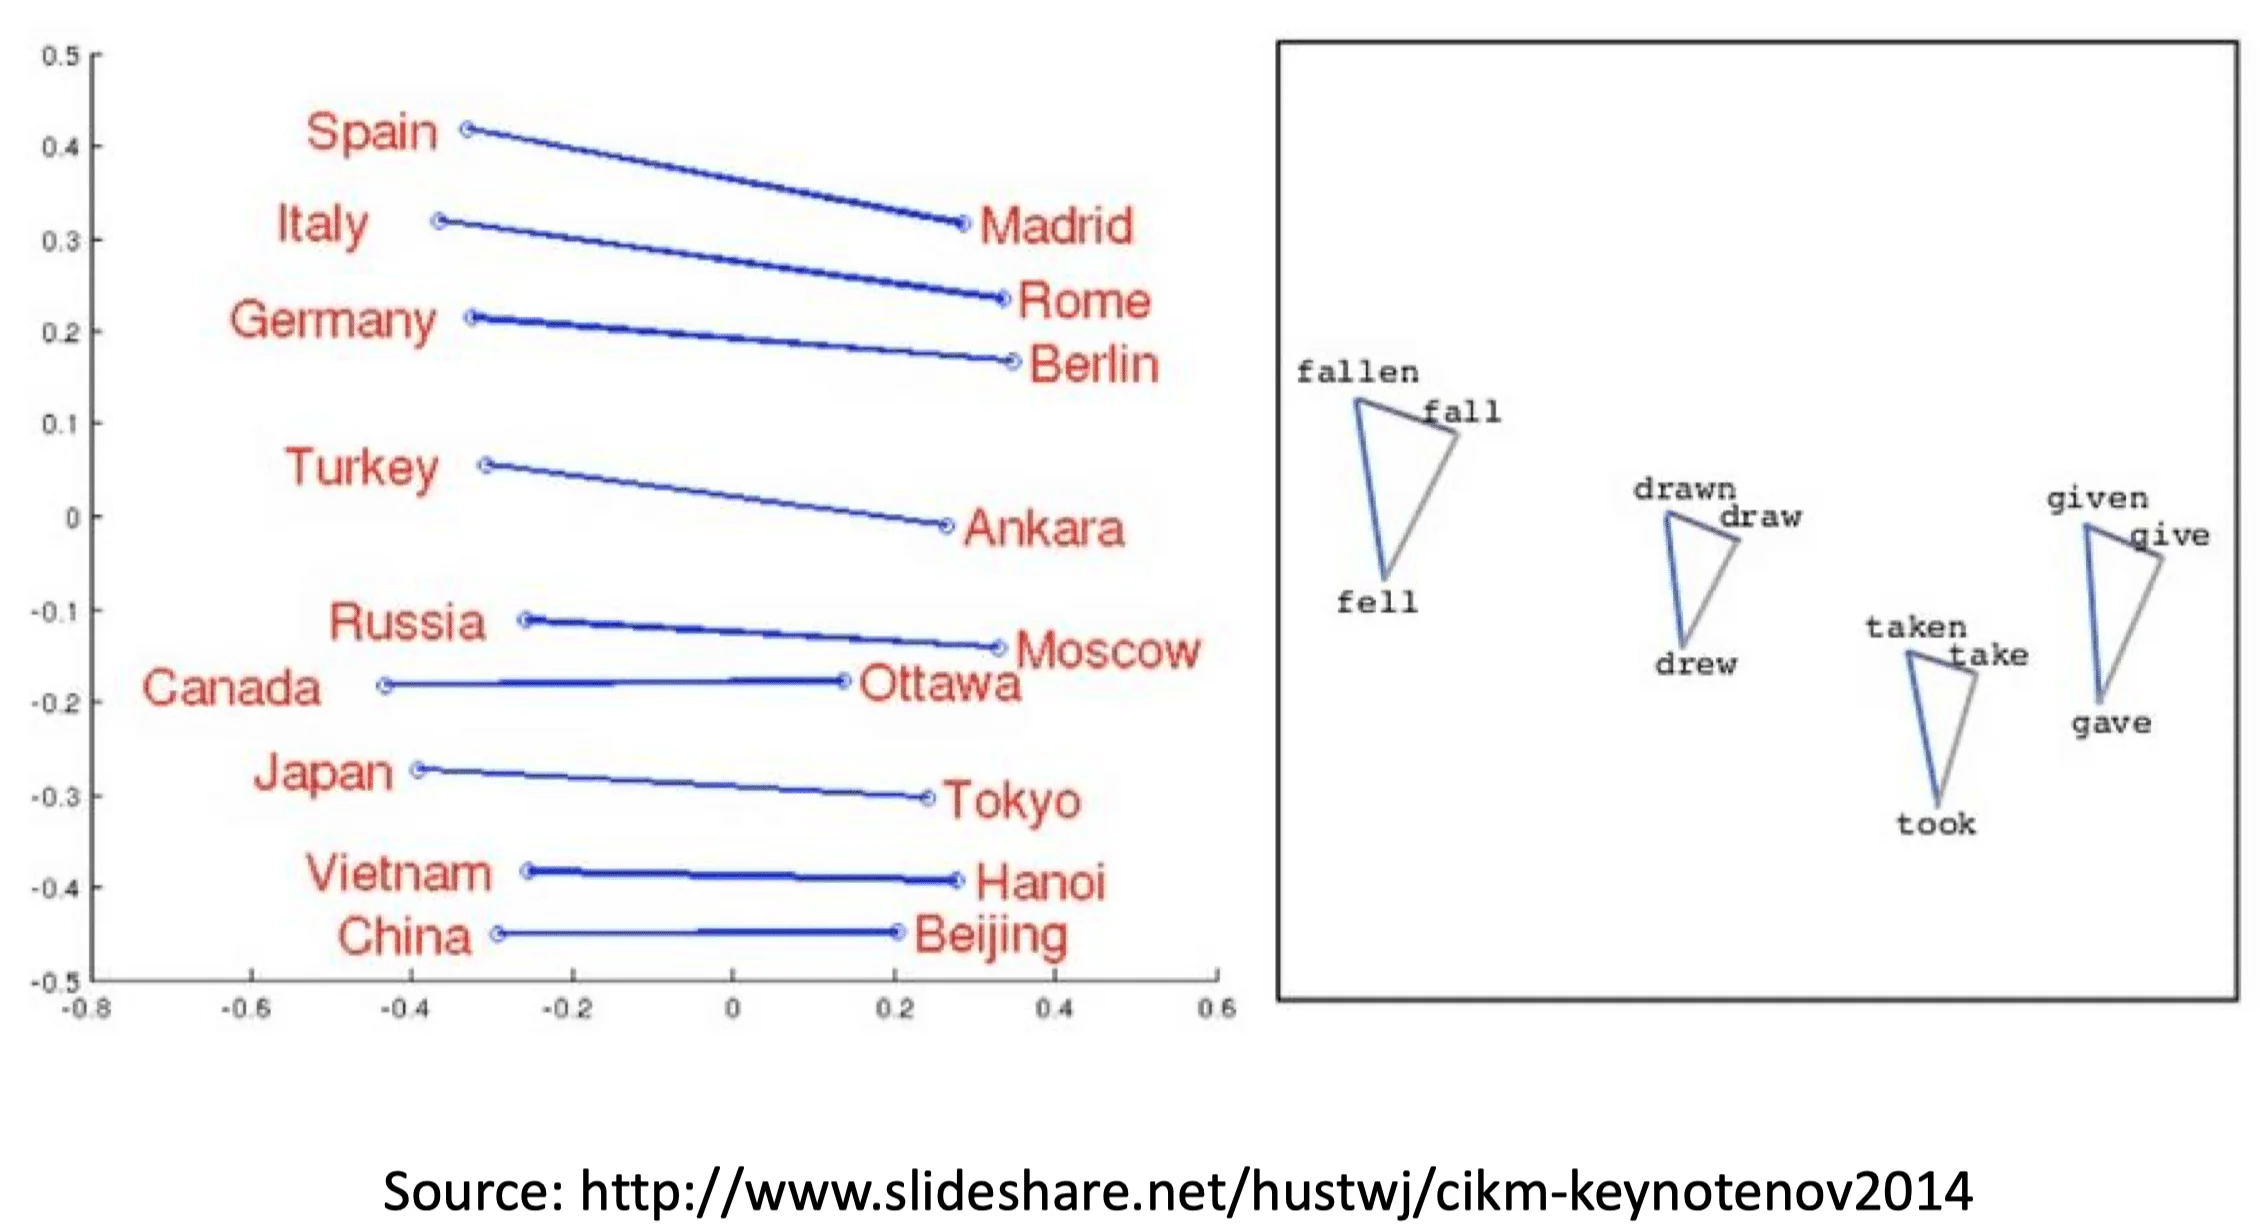 0.5
0.4
0.3
0.2
0.1
0
-0.1
-0.2
-0.3
-0.4
-0.5
-0.8
-0.6
-0.4
-0.2
0
0.2
0.4
0.6
Spain
Madrid
Italy
Rome
Germany
Berlin
Turkey
Ankara
Russia
Moscow
Canada
Ottawa
Japan
Tokyo
Vietnam
Hanoi
China
Beijing
fallen
fall
fell
drawn
draw
drew
taken
take
took
given
give
gave
Source: http://www.slideshare.net/hustwj/cikm-keynotenov2014